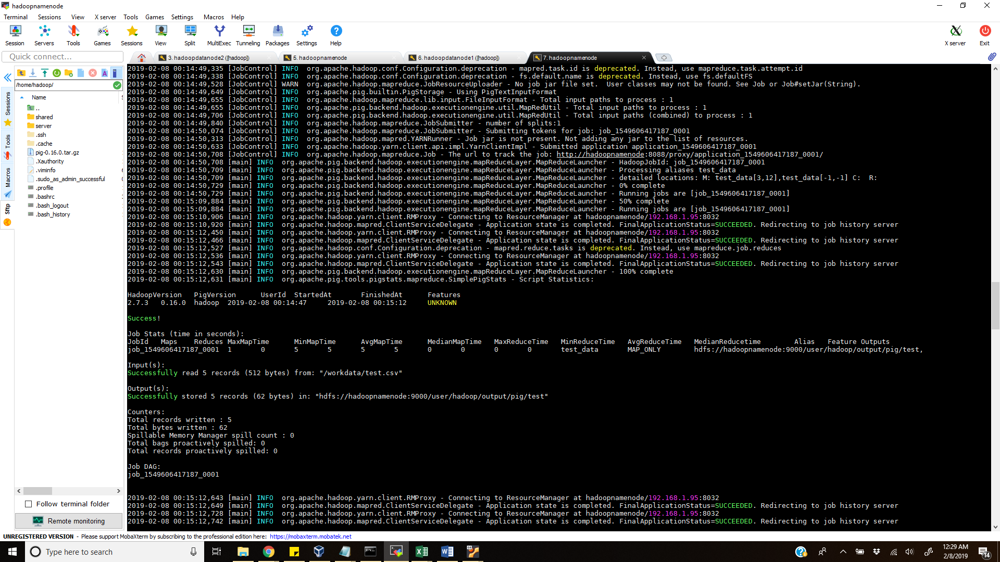 hadoopnamenode
Terminal Sessions View X server Tools Games Settings Macros Help
Session Servers Tools Games Sessions View Split MultiExec Tunneling Packages Settings Help X server Exit
Quick connect...
3. hadoopdatanode2 ([hadoop]) 5. hadoopnamenode 6. hadoopdatanode1 ([hadoop]) 7. hadoopnamenode
/home/hadoop/
Name
..
shared
server
.ssh
.cache
pig-0.16.0.tar.gz
.Xauthority
.viminfo
.sudo_as_admin_successful
.profile
.bashrc
.bash_logout
.bash_history
Sessions
Tools
Macros
Sftp
Follow terminal folder
Remote monitoring
2019-02-08 00:14:49,335 [JobControl] INFO org.apache.hadoop.conf.Configuration.deprecation - mapred.task.id is deprecated. Instead, use mapreduce.task.attempt.id
2019-02-08 00:14:49,338 [JobControl] INFO org.apache.hadoop.conf.Configuration.deprecation - fs.default.name is deprecated. Instead, use fs.defaultFS
2019-02-08 00:14:49,528 [JobControl] WARN org.apache.hadoop.mapreduce.JobResourceUploader - No job jar file set. User classes may not be found. See Job or Job#setJar(String).
2019-02-08 00:14:49,649 [JobControl] INFO org.apache.pig.builtin.PigStorage - Using PigTextInputFormat
2019-02-08 00:14:49,655 [JobControl] INFO org.apache.hadoop.mapreduce.lib.input.FileInputFormat - Total input paths to process : 1
2019-02-08 00:14:49,655 [JobControl] INFO org.apache.pig.backend.hadoop.executionengine.util.MapRedUtil - Total input paths to process : 1
2019-02-08 00:14:49,706 [JobControl] INFO org.apache.pig.backend.hadoop.executionengine.util.MapRedUtil - Total input paths (combined) to process : 1
2019-02-08 00:14:49,840 [JobControl] INFO org.apache.hadoop.mapreduce.JobSubmitter - number of splits:1
2019-02-08 00:14:50,074 [JobControl] INFO org.apache.hadoop.mapreduce.JobSubmitter - Submitting tokens for job: job_1549606417187_0001
2019-02-08 00:14:50,313 [JobControl] INFO org.apache.hadoop.mapred.YARNRunner - Job jar is not present. Not adding any jar to the list of resources.
2019-02-08 00:14:50,633 [JobControl] INFO org.apache.hadoop.yarn.client.api.impl.YarnClientImpl - Submitted application application_1549606417187_0001
2019-02-08 00:14:50,708 [JobControl] INFO org.apache.hadoop.mapreduce.Job - The url to track the job: http://hadoopnamenode:8088/proxy/application_1549606417187_0001/
2019-02-08 00:14:50,708 [main] INFO org.apache.pig.backend.hadoop.executionengine.mapReduceLayer.MapReduceLauncher - HadoopJobId: job_1549606417187_0001
2019-02-08 00:14:50,709 [main] INFO org.apache.pig.backend.hadoop.executionengine.mapReduceLayer.MapReduceLauncher - Processing aliases test_data
2019-02-08 00:14:50,709 [main] INFO org.apache.pig.backend.hadoop.executionengine.mapReduceLayer.MapReduceLauncher - detailed locations: M: test_data[3,12],test_data[-1,-1] C: R:
2019-02-08 00:14:50,729 [main] INFO org.apache.pig.backend.hadoop.executionengine.mapReduceLayer.MapReduceLauncher - 0% complete
2019-02-08 00:14:50,729 [main] INFO org.apache.pig.backend.hadoop.executionengine.mapReduceLayer.MapReduceLauncher - Running jobs are [job_1549606417187_0001]
2019-02-08 00:15:09,884 [main] INFO org.apache.pig.backend.hadoop.executionengine.mapReduceLayer.MapReduceLauncher - 50% complete
2019-02-08 00:15:09,884 [main] INFO org.apache.pig.backend.hadoop.executionengine.mapReduceLayer.MapReduceLauncher - Running jobs are [job_1549606417187_0001]
2019-02-08 00:15:10,906 [main] INFO org.apache.hadoop.yarn.client.RMProxy - Connecting to ResourceManager at hadoopnamenode/192.168.1.95:8032
2019-02-08 00:15:10,920 [main] INFO org.apache.hadoop.mapred.ClientServiceDelegate - Application state is completed. FinalApplicationStatus=SUCCEEDED. Redirecting to job history server
2019-02-08 00:15:12,450 [main] INFO org.apache.hadoop.yarn.client.RMProxy - Connecting to ResourceManager at hadoopnamenode/192.168.1.95:8032
2019-02-08 00:15:12,466 [main] INFO org.apache.hadoop.mapred.ClientServiceDelegate - Application state is completed. FinalApplicationStatus=SUCCEEDED. Redirecting to job history server
2019-02-08 00:15:12,527 [main] INFO org.apache.hadoop.conf.Configuration.deprecation - mapred.reduce.tasks is deprecated. Instead, use mapreduce.job.reduces
2019-02-08 00:15:12,536 [main] INFO org.apache.hadoop.yarn.client.RMProxy - Connecting to ResourceManager at hadoopnamenode/192.168.1.95:8032
2019-02-08 00:15:12,543 [main] INFO org.apache.hadoop.mapred.ClientServiceDelegate - Application state is completed. FinalApplicationStatus=SUCCEEDED. Redirecting to job history server
2019-02-08 00:15:12,630 [main] INFO org.apache.pig.backend.hadoop.executionengine.mapReduceLayer.MapReduceLauncher - 100% complete
2019-02-08 00:15:12,631 [main] INFO org.apache.pig.tools.pigstats.mapreduce.SimplePigStats - Script Statistics:
HadoopVersion PigVersion UserId StartedAt FinishedAt Features
2.7.3 0.16.0 hadoop 2019-02-08 00:14:47 2019-02-08 00:15:12 UNKNOWN
Success!
Job Stats (time in seconds):
JobId Maps Reduces MaxMapTime MinMapTime AvgMapTime MedianMapTime MaxReduceTime MinReduceTime AvgReduceTime MedianReducetime Alias Feature Outputs
job_1549606417187_0001 1 0 5 5 5 5 0 0 0 0 test_data MAP_ONLY hdfs://hadoopnamenode:9000/user/hadoop/output/pig/test,
Input(s):
Successfully read 5 records (512 bytes) from: "/workdata/test.csv"
Output(s):
Successfully stored 5 records (62 bytes) in: "hdfs://hadoopnamenode:9000/user/hadoop/output/pig/test"
Counters:
Total records written : 5
Total bytes written : 62
Spillable Memory Manager spill count : 0
Total bags proactively spilled: 0
Total records proactively spilled: 0
Job DAG:
job_1549606417187_0001
2019-02-08 00:15:12,643 [main] INFO org.apache.hadoop.yarn.client.RMProxy - Connecting to ResourceManager at hadoopnamenode/192.168.1.95:8032
2019-02-08 00:15:12,649 [main] INFO org.apache.hadoop.mapred.ClientServiceDelegate - Application state is completed. FinalApplicationStatus=SUCCEEDED. Redirecting to job history server
2019-02-08 00:15:12,728 [main] INFO org.apache.hadoop.yarn.client.RMProxy - Connecting to ResourceManager at hadoopnamenode/192.168.1.95:8032
2019-02-08 00:15:12,742 [main] INFO org.apache.hadoop.mapred.ClientServiceDelegate - Application state is completed. FinalApplicationStatus=SUCCEEDED. Redirecting to job history server
UNREGISTERED VERSION - Please support MobaXterm by subscribing to the professional edition here: https://mobaxterm.mobatek.net
Type here to search
12:29 AM
2/8/2019
14